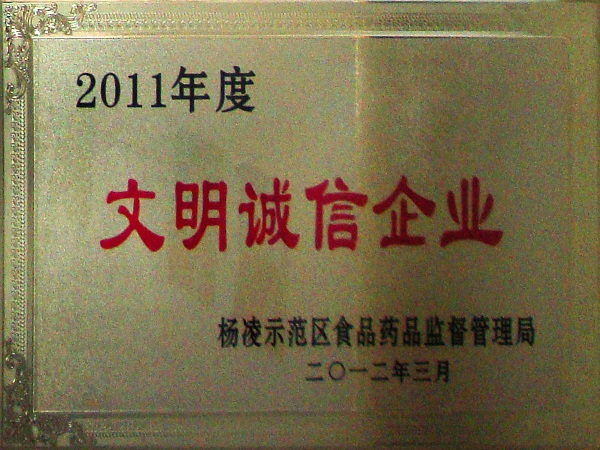 2011年度
文明诚信企业
杨凌示范区食品药品监督管理局
二〇一二年三月